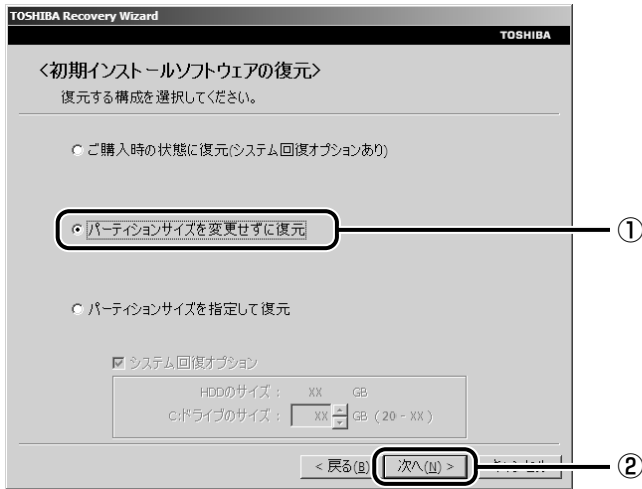 TOSHIBA Recovery Wizard
TOSHIBA
<初期インストールソフトウェアの復元>
復元する構成を選択してください。
ご購入時の状態に復元(システム回復オプションあり)
パーティションサイズを変更せずに復元
①
パーティションサイズを指定して復元
システム回復オプション
HDDのサイズ : XX GB
C:ドライブのサイズ : XX GB ( 20 - XX )
< 戻る(B) 次へ(N) >
②